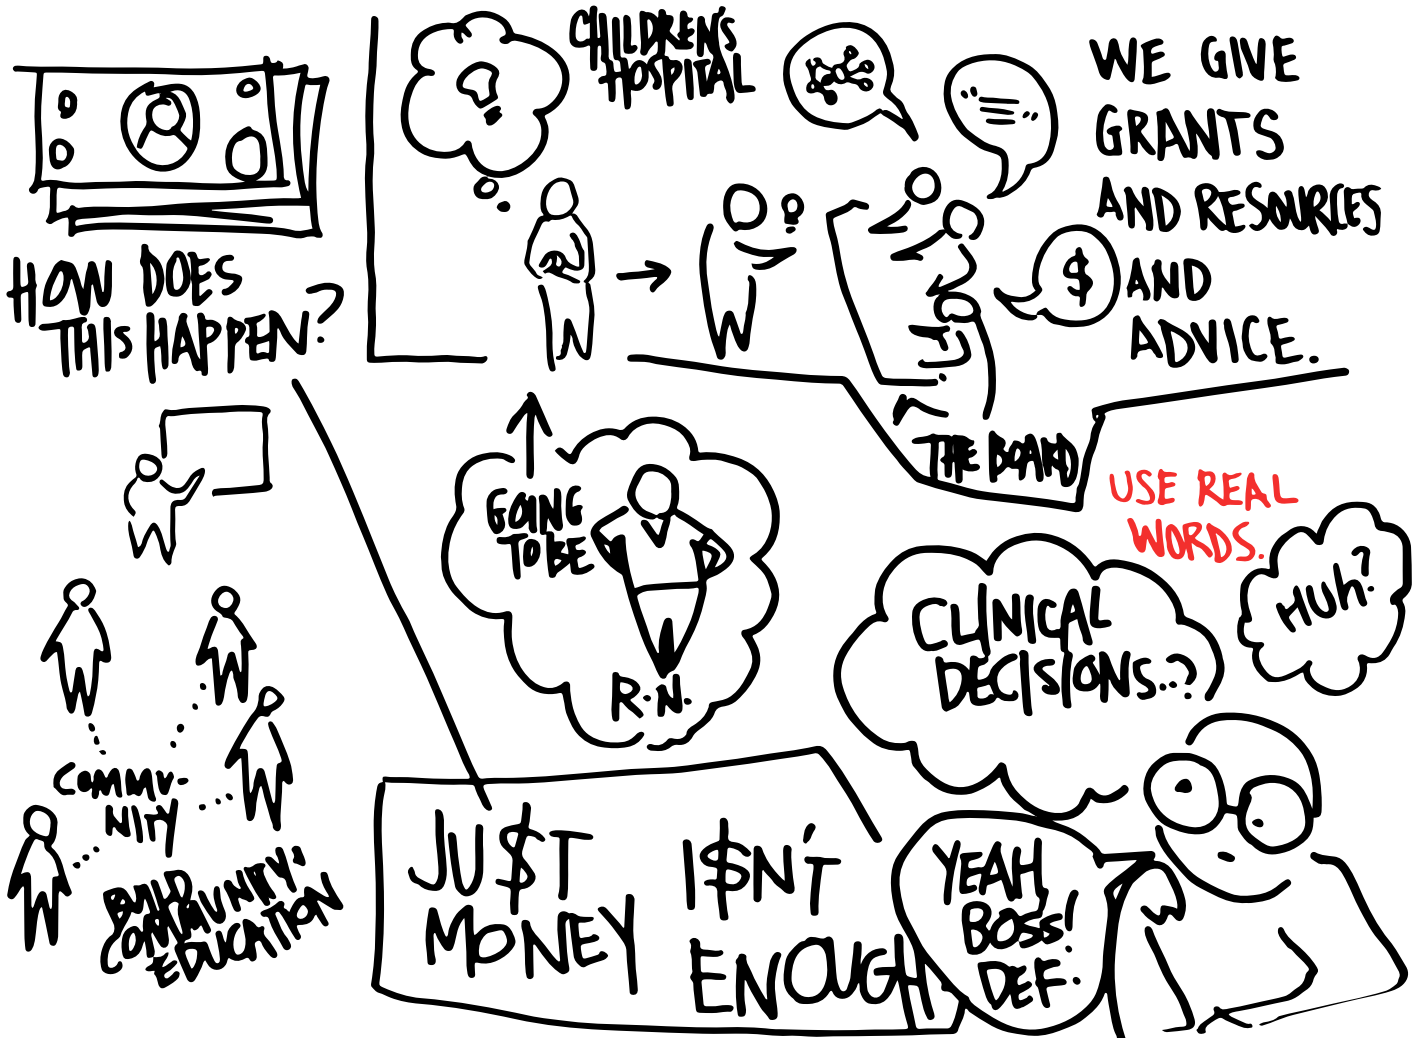 HOW DOES
THIS HAPPEN?
CHILDREN'S
HOSPITAL
WE GIVE
GRANTS
AND RESOURCES
AND
ADVICE.
$
THE BOARD
USE REAL
WORDS.
GOING
TO BE
R.N.
CLINICAL
DECISIONS..?
HUH?
COMMU-
NITY
BUILD
COMMUNITY:
EDUCATION
JU$T
MONEY
I$N'T
ENOUGH
YEAH,
BOSS!
DEF.